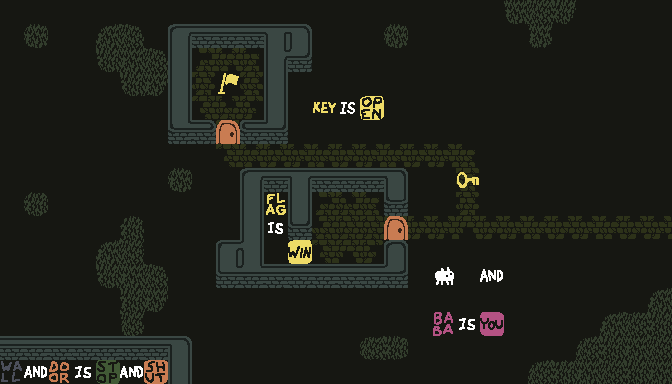 KEY IS OPEN
FLAG
IS
WIN
AND
BABA IS YOU
WALL AND DOOR IS STOP AND SHUT